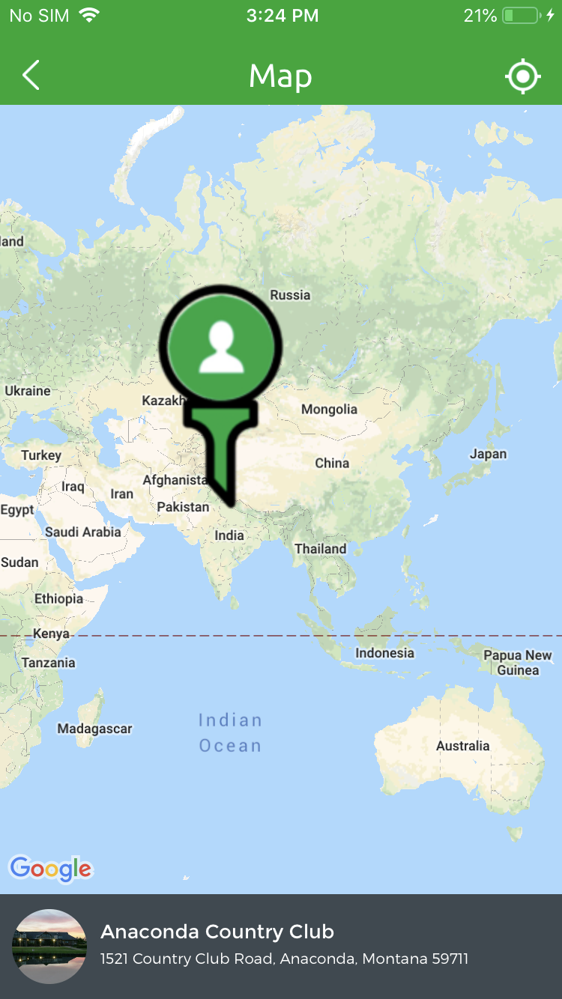 No SIM 3:24 PM 21%
Map
land
Russia
Ukraine
Kazakh
Mongolia
Turkey
China
Japan
Iraq
Iran
Afghanista
Egypt
Pakistan
Saudi Arabia
India
Thailand
Sudan
Ethiopia
Kenya
Indonesia
Papua New
Guinea
Tanzania
Indian
Ocean
Madagascar
Australia
Google
Anaconda Country Club
1521 Country Club Road, Anaconda, Montana 59711